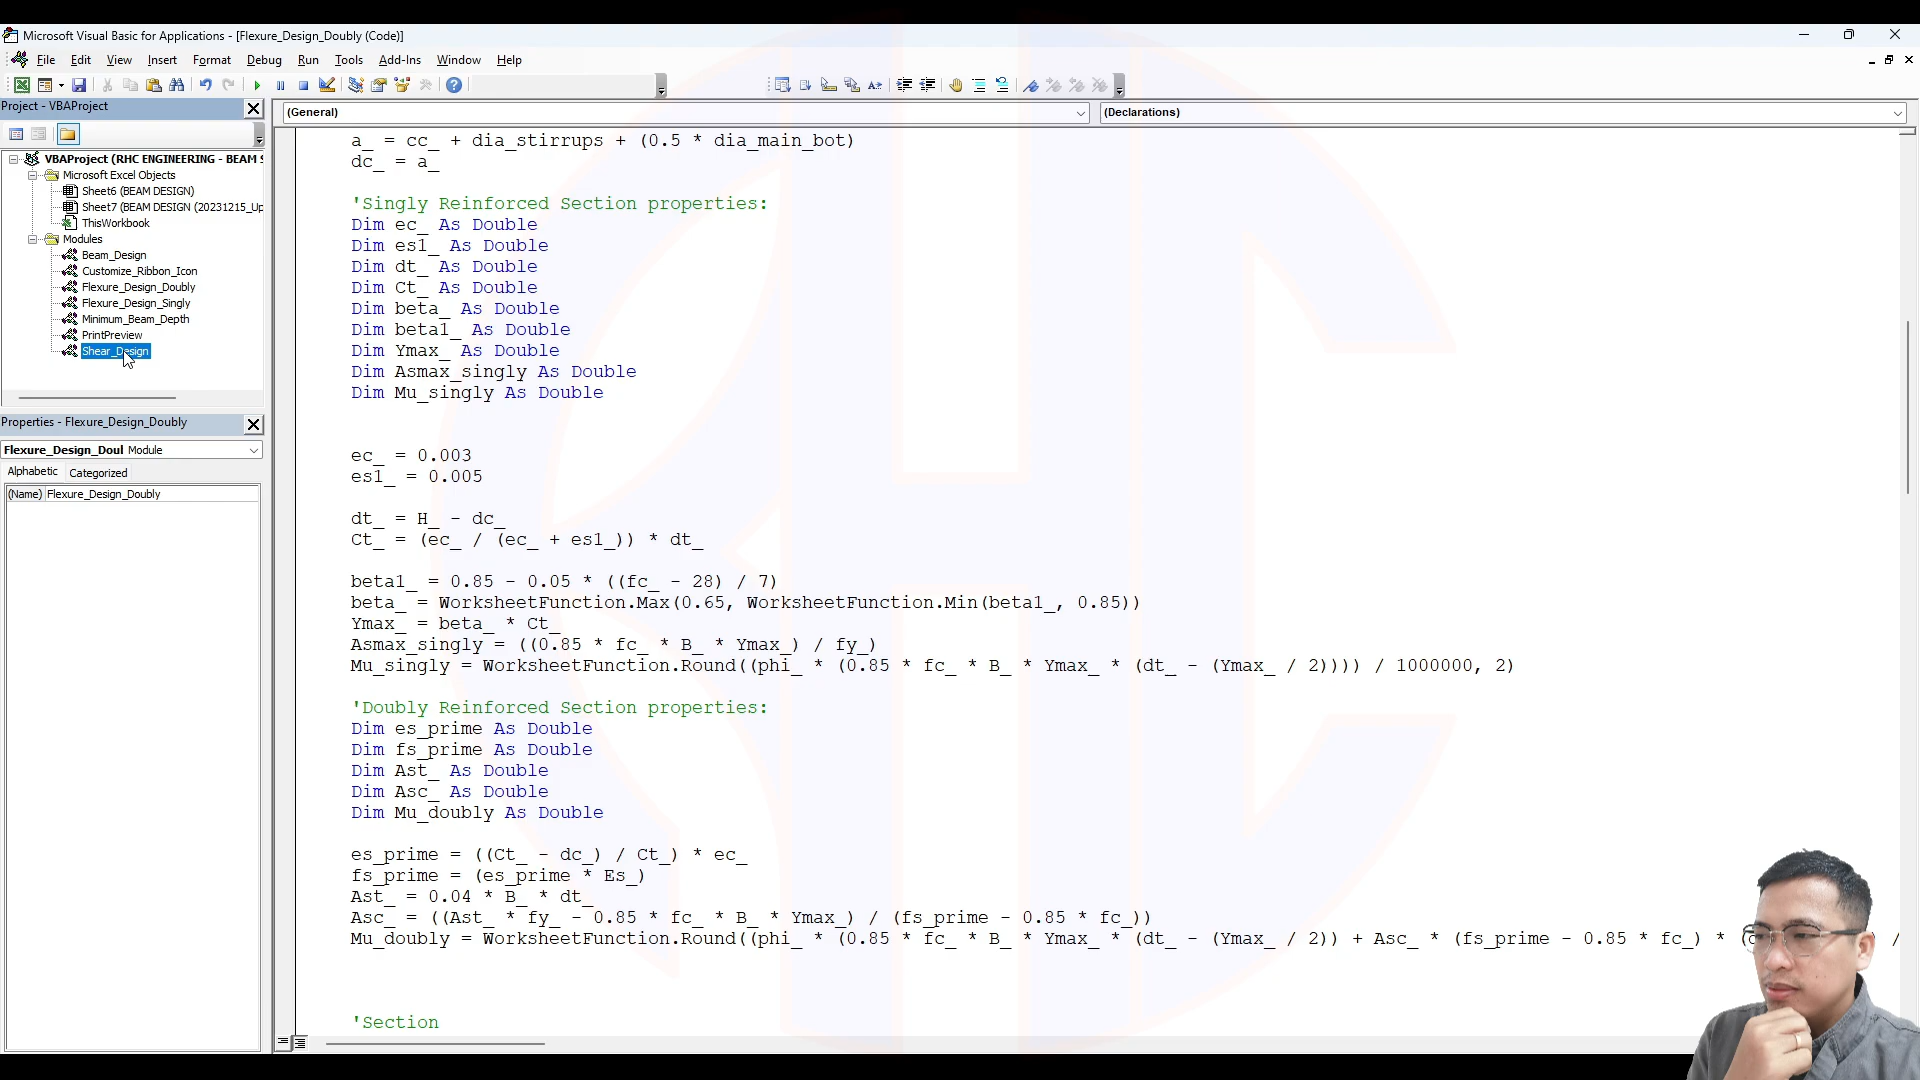 Microsoft Visual Basic for Applications - [Flexure_Design_Doubly (Code)]
File Edit View Insert Format Debug Run Tools Add-Ins Window Help
Project - VBAProject
VBAProject (RHC ENGINEERING - BEAM S
Microsoft Excel Objects
Sheet6 (BEAM DESIGN)
Sheet7 (BEAM DESIGN (20231215_Up
ThisWorkbook
Modules
Beam_Design
Customize_Ribbon_Icon
Flexure_Design_Doubly
Flexure_Design_Singly
Minimum_Beam_Depth
PrintPreview
Shear_Design
Properties - Flexure_Design_Doubly
Flexure_Design_Doul Module
Alphabetic Categorized
(Name) Flexure_Design_Doubly
(General) (Declarations)
a_ = cc_ + dia_stirrups + (0.5 * dia_main_bot)
dc_ = a_
'Singly Reinforced Section properties:
Dim ec_ As Double
Dim es1_ As Double
Dim dt_ As Double
Dim Ct_ As Double
Dim beta_ As Double
Dim beta1_ As Double
Dim Ymax_ As Double
Dim Asmax_singly As Double
Dim Mu_singly As Double
ec_ = 0.003
es1_ = 0.005
dt_ = H_ - dc_
Ct_ = (ec_ / (ec_ + es1_)) * dt_
beta1_ = 0.85 - 0.05 * ((fc_ - 28) / 7)
beta_ = WorksheetFunction.Max(0.65, WorksheetFunction.Min(beta1_, 0.85))
Ymax_ = beta_ * Ct_
Asmax_singly = ((0.85 * fc_ * B_ * Ymax_) / fy_)
Mu_singly = WorksheetFunction.Round((phi_ * (0.85 * fc_ * B_ * Ymax_ * (dt_ - (Ymax_ / 2)))) / 1000000, 2)
'Doubly Reinforced Section properties:
Dim es_prime As Double
Dim fs_prime As Double
Dim Ast_ As Double
Dim Asc_ As Double
Dim Mu_doubly As Double
es_prime = ((Ct_ - dc_) / Ct_) * ec_
fs_prime = (es_prime * Es_)
Ast_ = 0.04 * B_ * dt_
Asc_ = ((Ast_ * fy_ - 0.85 * fc_ * B_ * Ymax_) / (fs_prime - 0.85 * fc_))
Mu_doubly = WorksheetFunction.Round((phi_ * (0.85 * fc_ * B_ * Ymax_ * (dt_ - (Ymax_ / 2)) + Asc_ * (fs_prime - 0.85 * fc_) * (
'Section